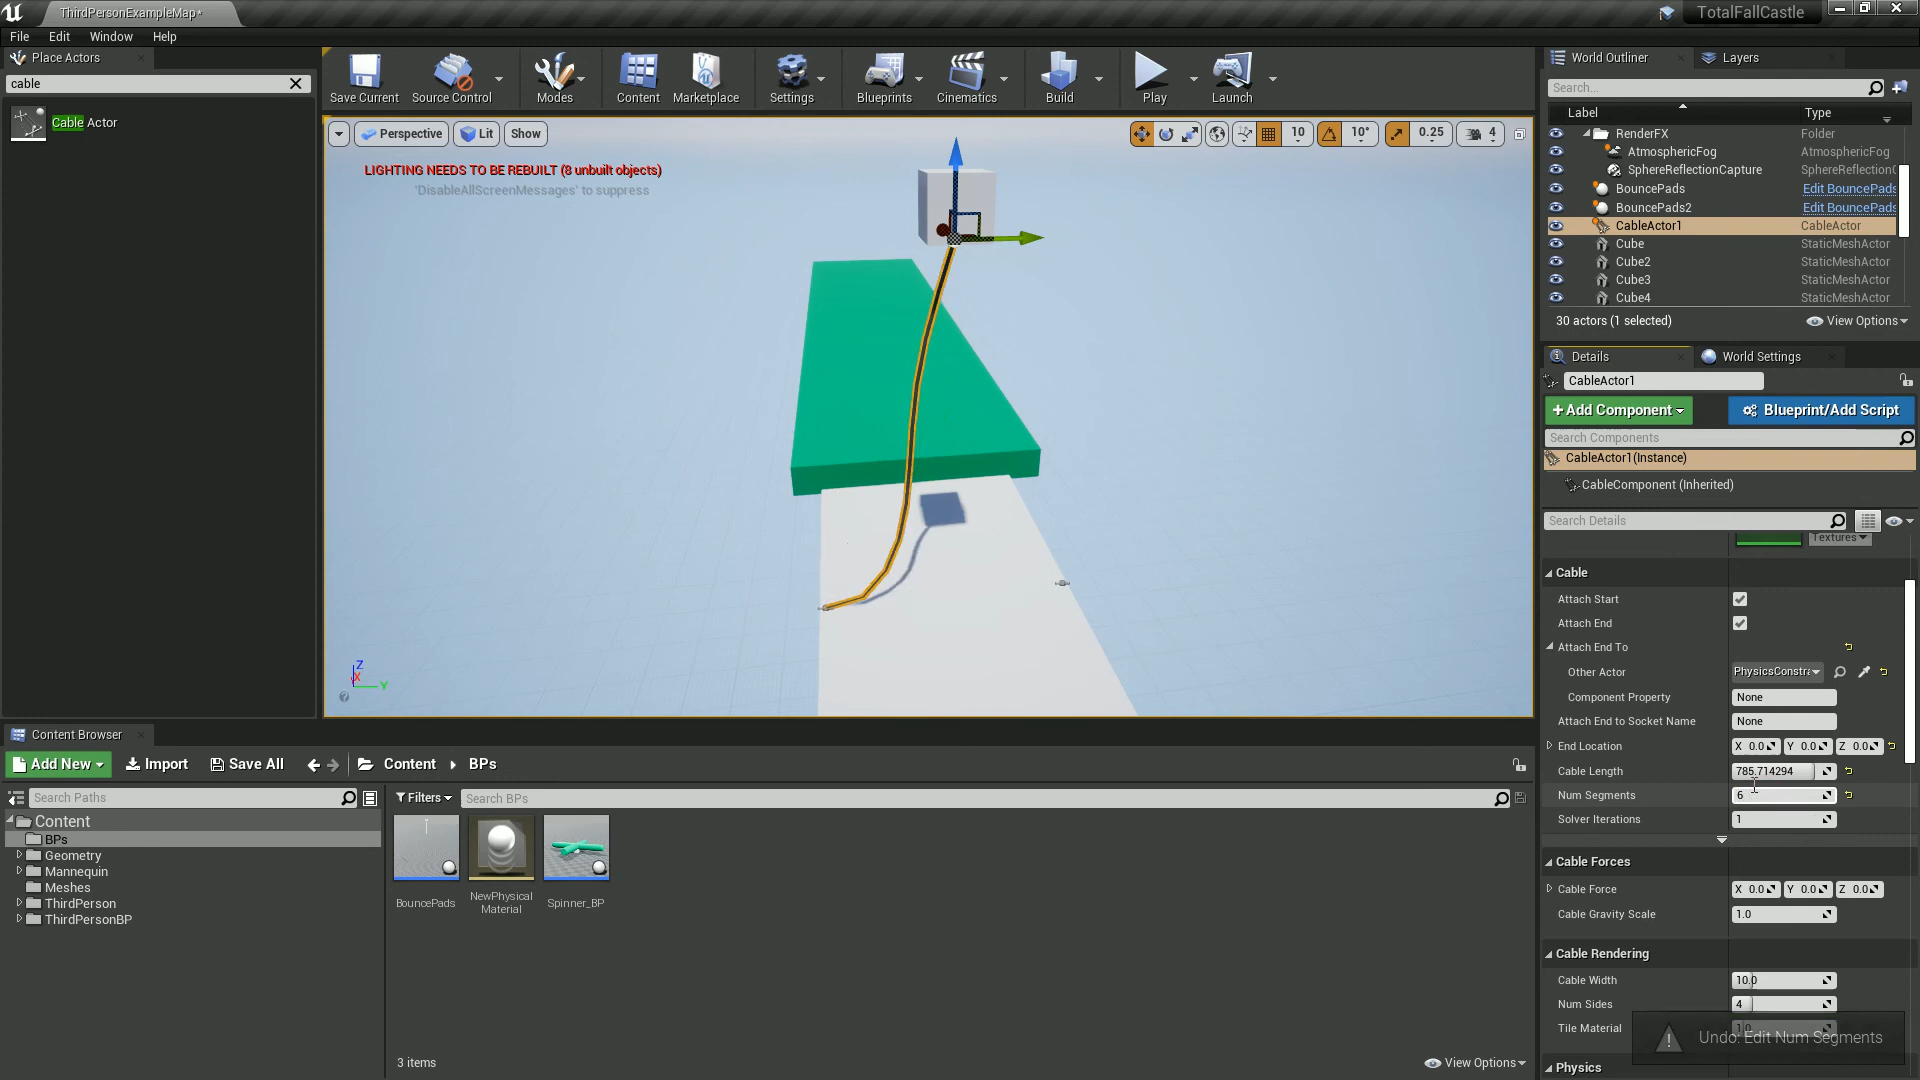 ThirdPersonExampleMap*
TotalFallCastle
File Edit Window Help
Place Actors
cable
Cable Actor
Save Current
Source Control
Modes
Content
Marketplace
Settings
Blueprints
Cinematics
Build
Play
Launch
Perspective
Lit
Show
10
10°
0.25
4
LIGHTING NEEDS TO BE REBUILT (8 unbuilt objects)
'DisableAllScreenMessages' to suppress
Z
X
Y
World Outliner
Layers
Search...
Label Type
RenderFX Folder
AtmosphericFog AtmosphericFog
SphereReflectionCapture SphereReflectionC
BouncePads Edit BouncePads
BouncePads2 Edit BouncePads
CableActor1 CableActor
Cube StaticMeshActor
Cube2 StaticMeshActor
Cube3 StaticMeshActor
Cube4 StaticMeshActor
30 actors (1 selected)
View Options
Details
World Settings
CableActor1
+Add Component
Blueprint/Add Script
Search Components
CableActor1(Instance)
CableComponent (Inherited)
Search Details
Textures
Cable
Attach Start
Attach End
Attach End To
Other Actor PhysicsConstra
Component Property None
Attach End to Socket Name None
End Location X 0.0 Y 0.0 Z 0.0
Cable Length 785.714294
Num Segments 6
Solver Iterations 1
Cable Forces
Cable Force X 0.0 Y 0.0 Z 0.0
Cable Gravity Scale 1.0
Cable Rendering
Cable Width 10.0
Num Sides 4
Tile Material 1.0
Undo: Edit Num Segments
Physics
Content Browser
Add New
Import
Save All
Content
BPs
Search Paths
Filters
Search BPs
Content
BPs
Geometry
Mannequin
Meshes
ThirdPerson
ThirdPersonBP
BouncePads
NewPhysical
Material
Spinner_BP
3 items
View Options